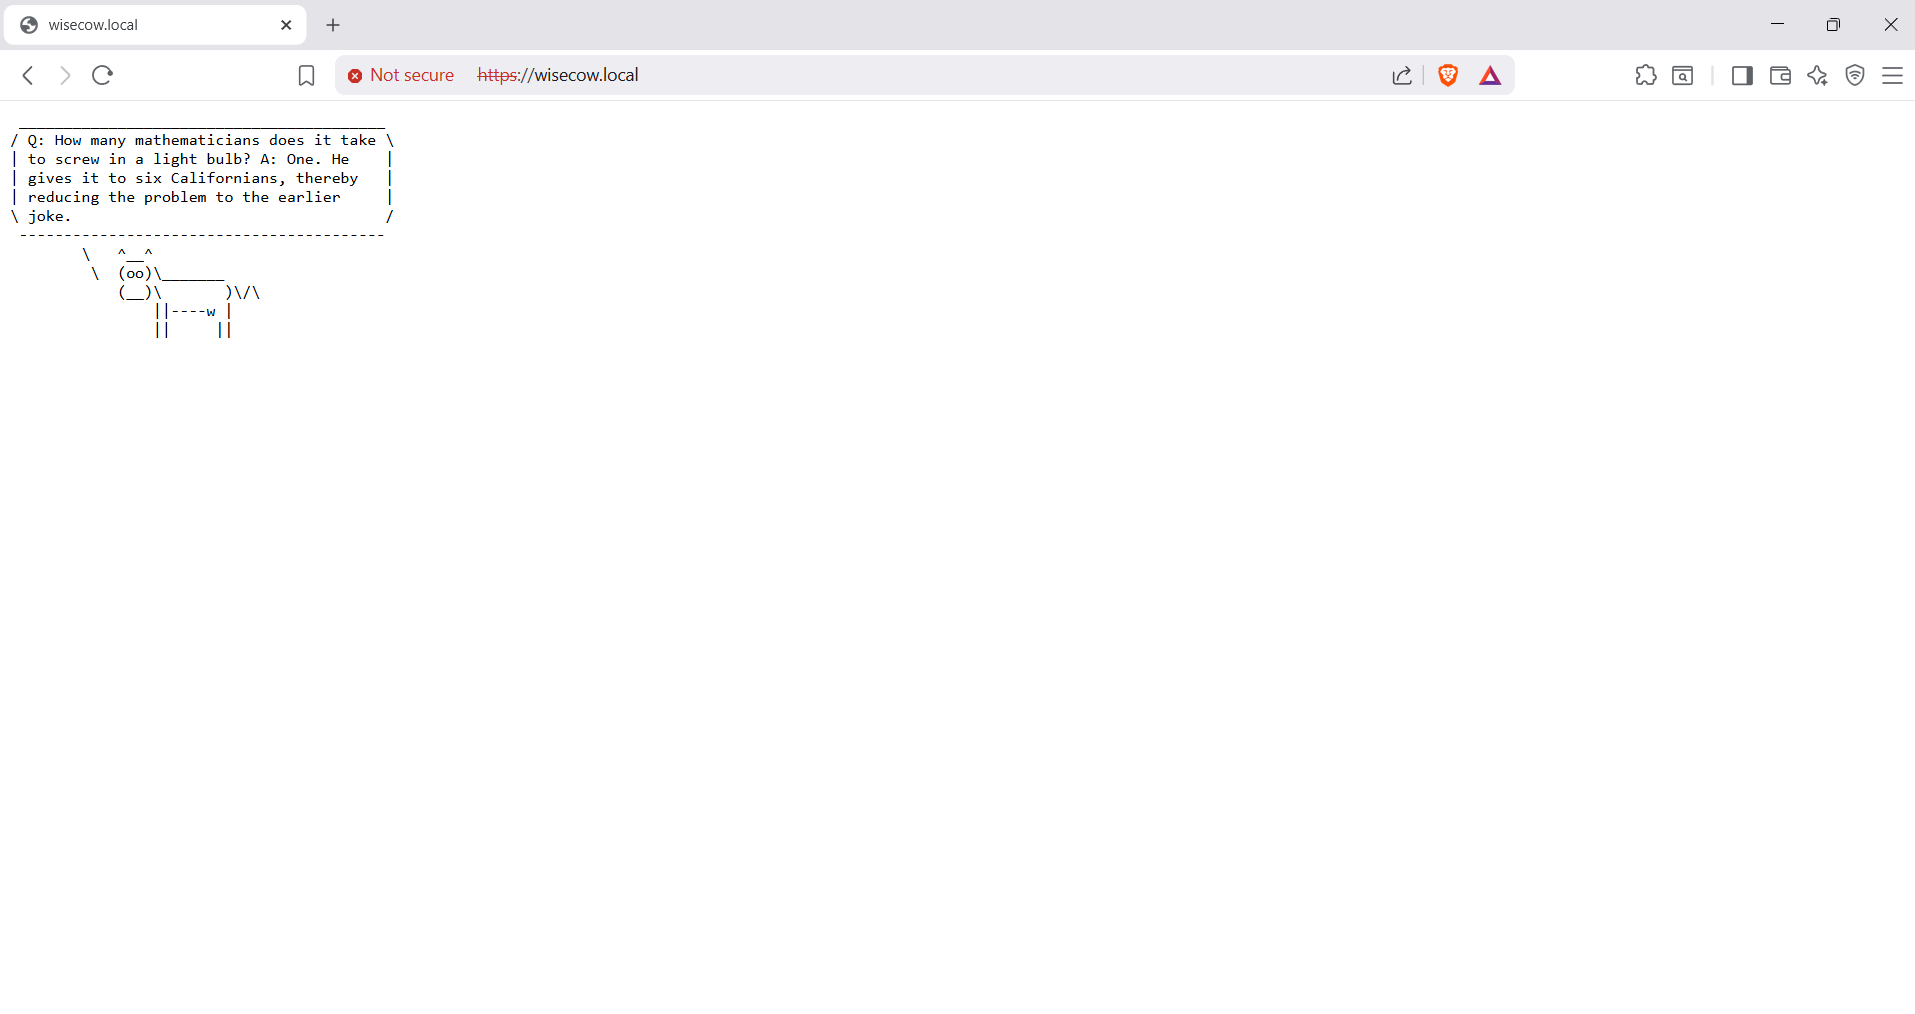 wisecow.local
Not secure https://wisecow.local
 _________________________________________
/ Q: How many mathematicians does it take \
| to screw in a light bulb? A: One. He    |
| gives it to six Californians, thereby   |
| reducing the problem to the earlier     |
\ joke.                                   /
 -----------------------------------------
        \   ^__^
         \  (oo)\_______
            (__)\       )\/\
                ||----w |
                ||     ||